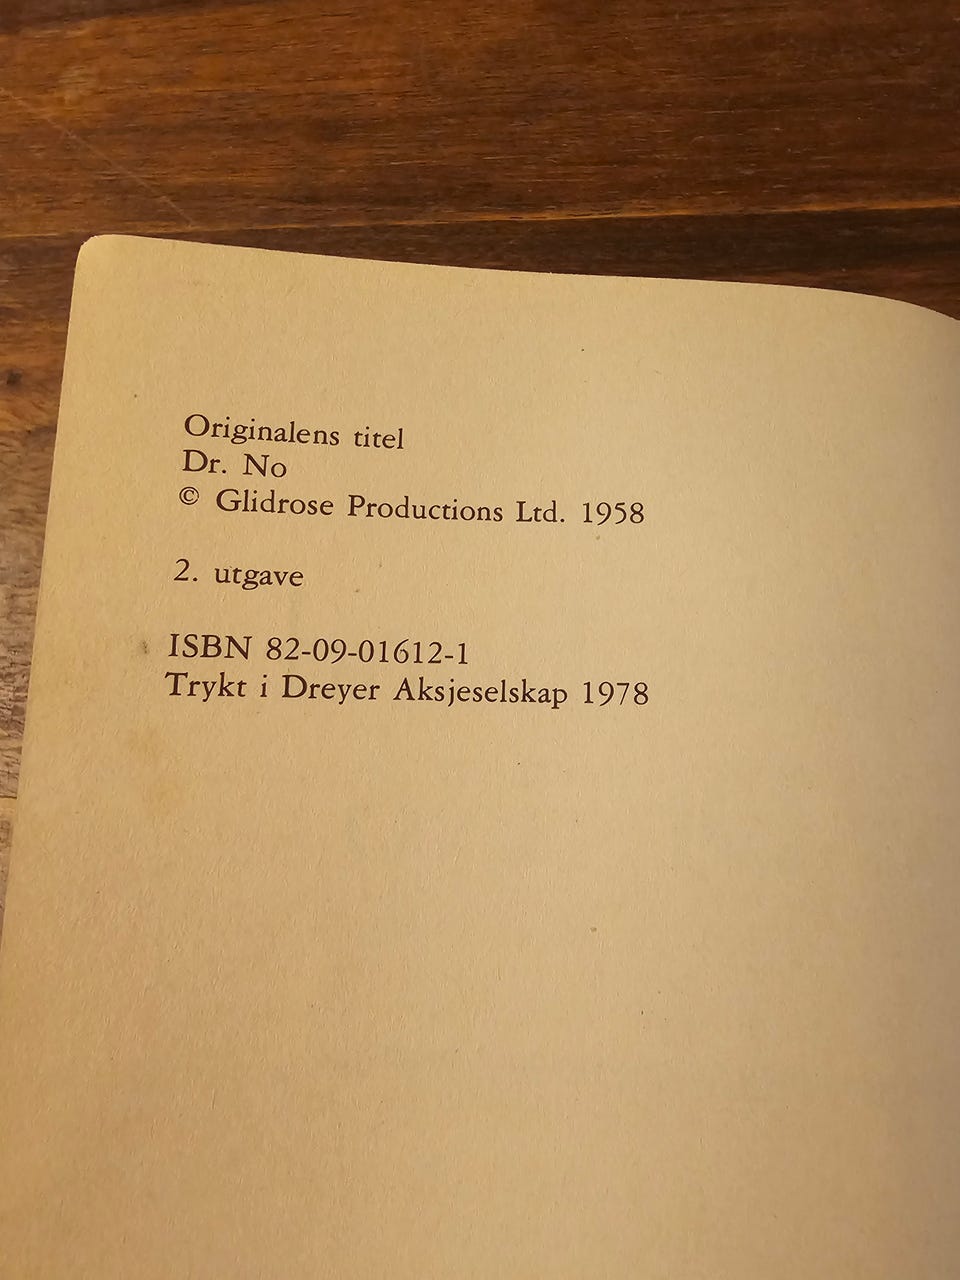 Originalens titel
Dr. No
© Glidrose Productions Ltd. 1958
2. utgave
ISBN 82-09-01612-1
Trykt i Dreyer Aksjeselskap 1978